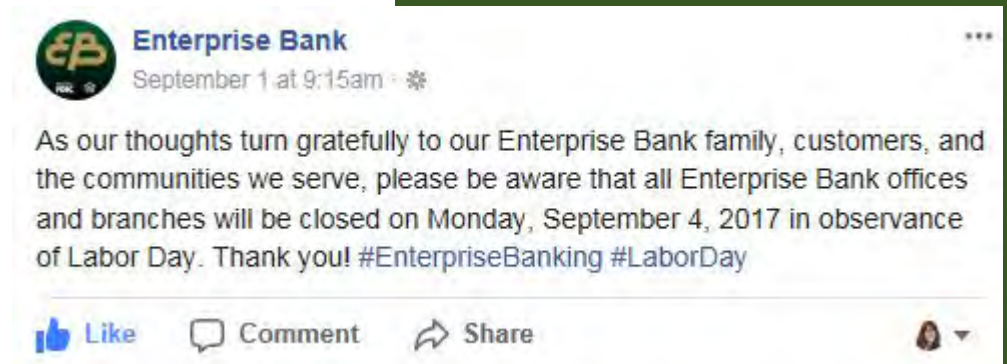 Enterprise Bank
September 1 at 9:15am ·
As our thoughts turn gratefully to our Enterprise Bank family, customers, and
the communities we serve, please be aware that all Enterprise Bank offices
and branches will be closed on Monday, September 4, 2017 in observance
of Labor Day. Thank you! #EnterpriseBanking #LaborDay
Like Comment Share